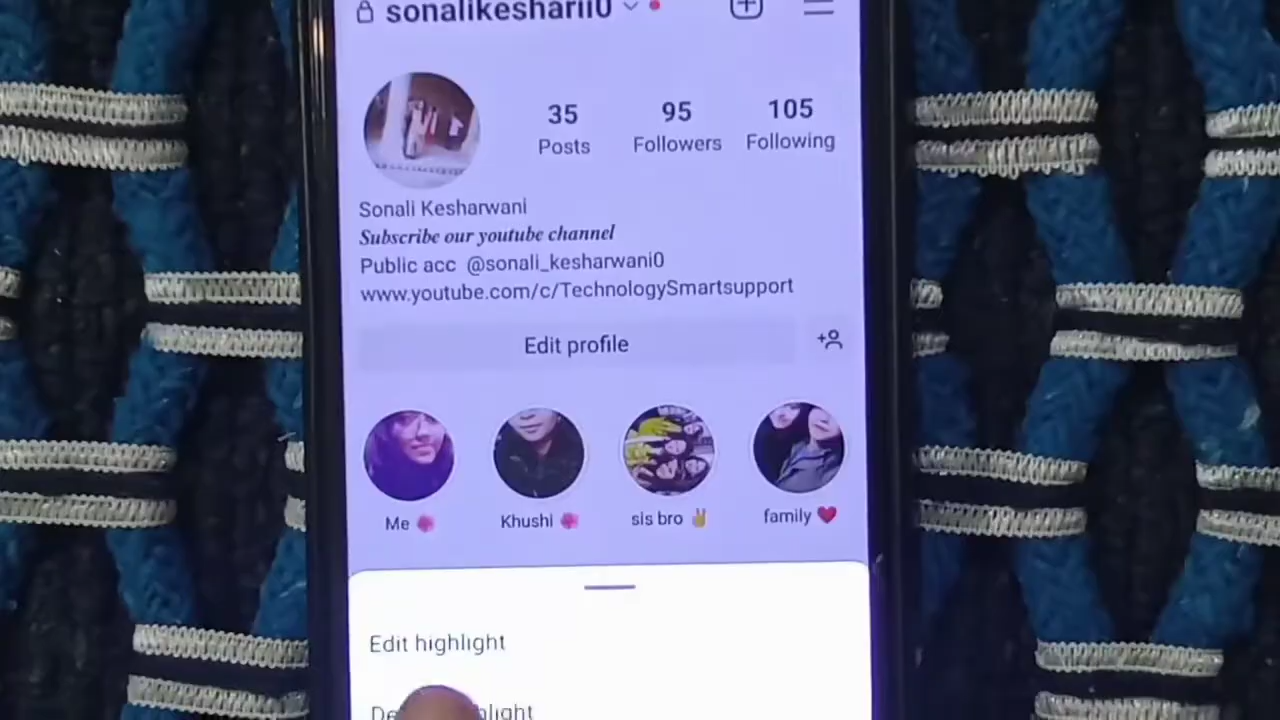 sonalikesharii0
35
95
105
Posts
Followers
Following
Sonali Kesharwani
Subscribe our youtube channel
Public acc @sonali_kesharwani0
www.youtube.com/c/TechnologySmartsupport
Edit profile
Me
Khushi
sis bro ✌
family ❤
Edit highlight